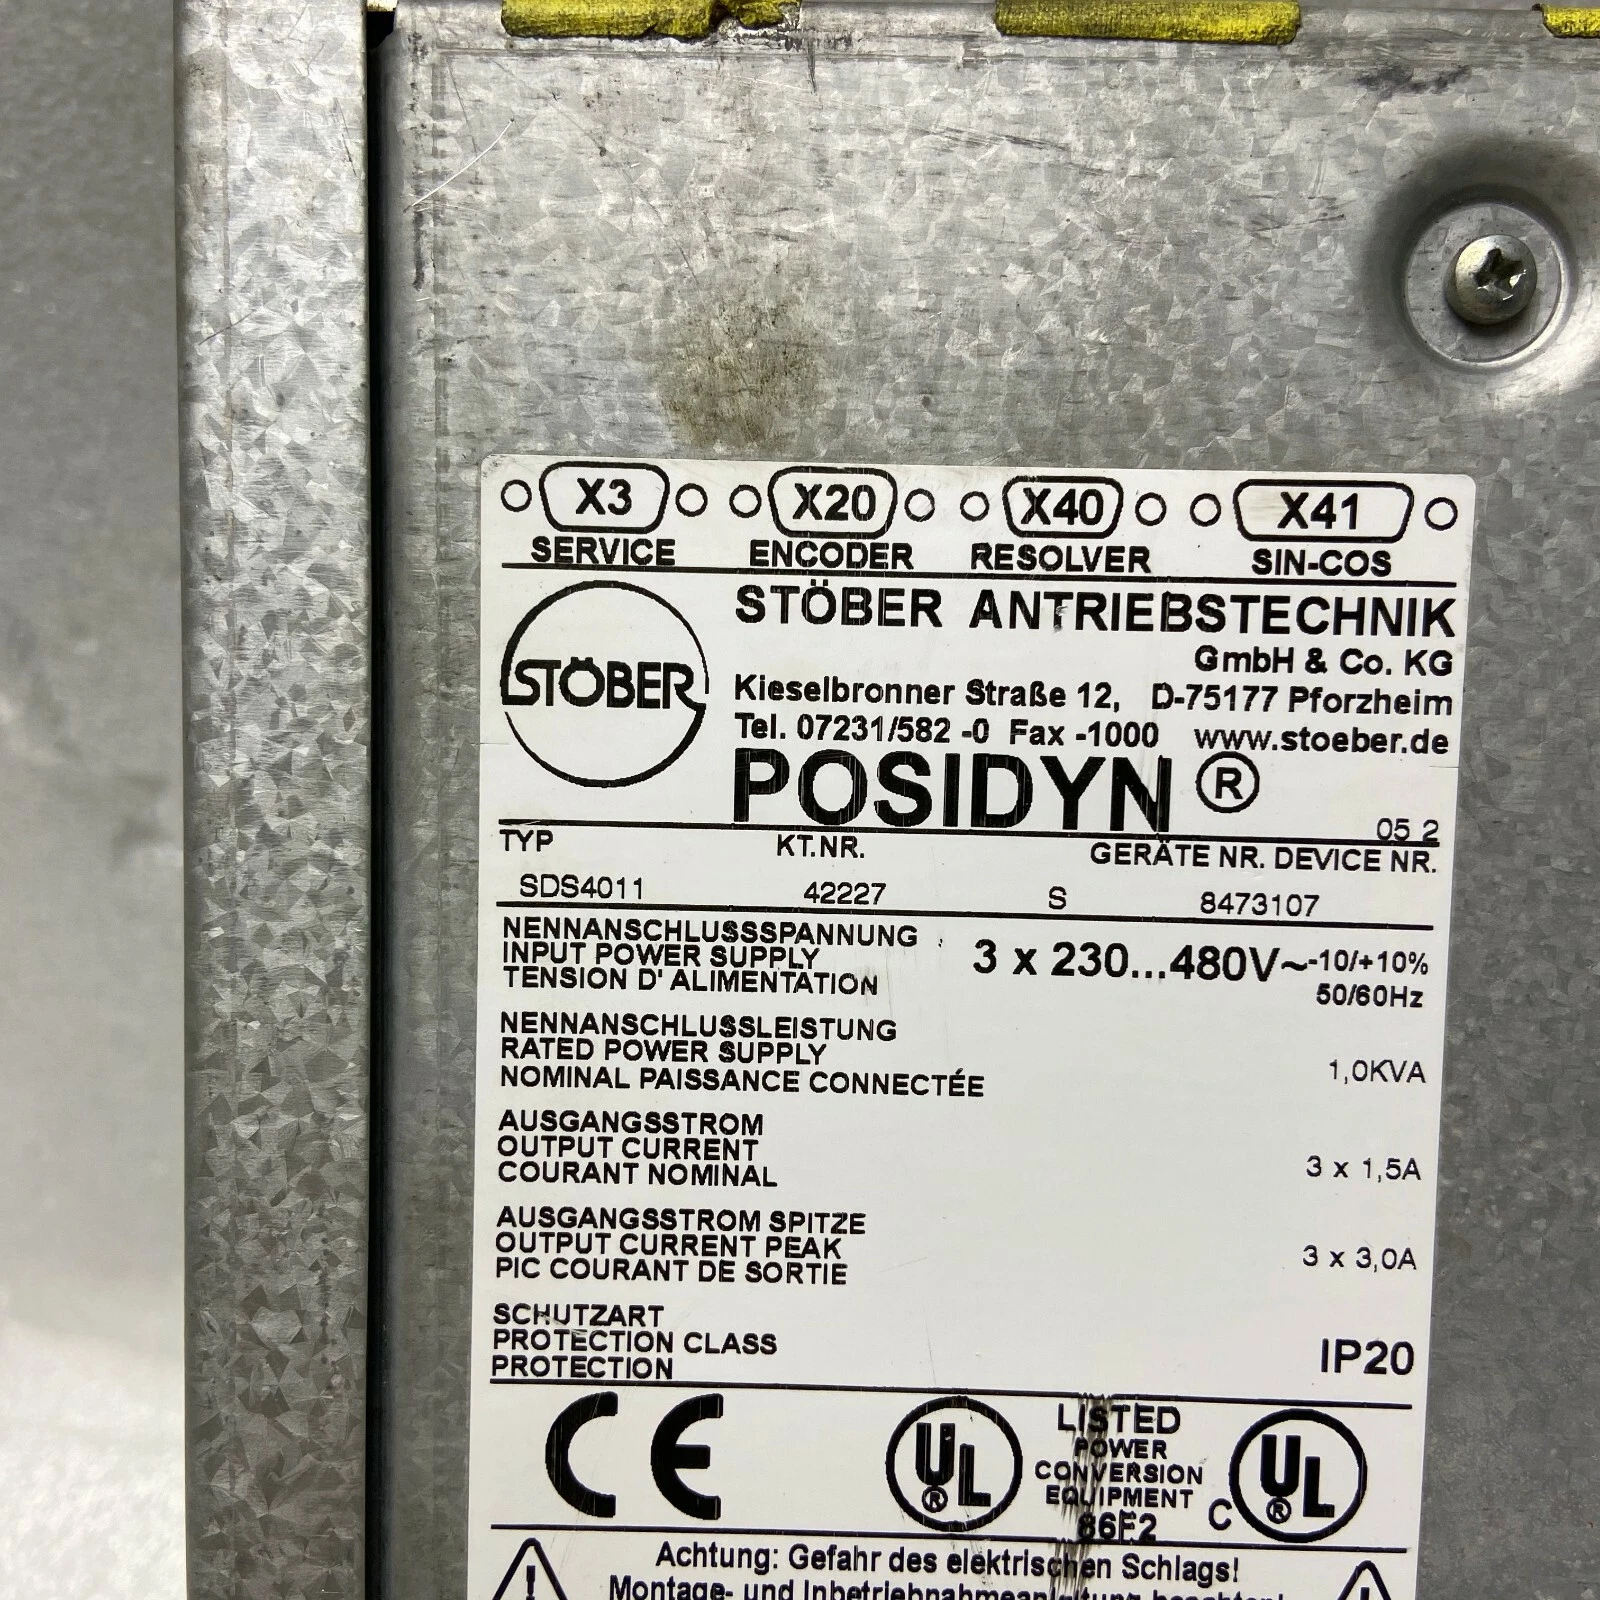 X3 X20 X40 X41
SERVICE ENCODER RESOLVER SIN-COS
STÖBER
STÖBER ANTRIEBSTECHNIK
GmbH & Co. KG
Kieselbronner Straße 12, D-75177 Pforzheim
Tel. 07231/582 -0 Fax -1000 www.stoeber.de
POSIDYN ®
05 2
TYP KT.NR. GERÄTE NR. DEVICE NR.
SDS4011 42227 S 8473107
NENNANSCHLUSSSPANNUNG
INPUT POWER SUPPLY 3 x 230...480V~-10/+10%
TENSION D'ALIMENTATION 50/60Hz
NENNANSCHLUSSLEISTUNG
RATED POWER SUPPLY 1,0KVA
NOMINAL PAISSANCE CONNECTÉE
AUSGANGSSTROM
OUTPUT CURRENT 3 x 1,5A
COURANT NOMINAL
AUSGANGSSTROM SPITZE
OUTPUT CURRENT PEAK 3 x 3,0A
PIC COURANT DE SORTIE
SCHUTZART
PROTECTION CLASS IP20
PROTECTION
CE UL ® LISTED C UL ®
POWER
CONVERSION
EQUIPMENT
86F2
Achtung: Gefahr des elektrischen Schlags!
Montage- und Inbetriebnahmeanleitung beachten!